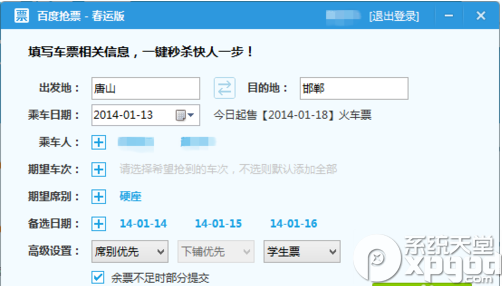 票 百度抢票 - 春运版 [退出登录]
填写车票相关信息，一键秒杀快人一步！
出发地： 唐山 目的地： 邯郸
乘车日期： 2014-01-13 今日起售【2014-01-18】火车票
乘车人：
期望车次： 请选择希望抢到的车次，不选则默认添加全部
期望席别： 硬座
备选日期： 14-01-14 14-01-15 14-01-16
高级设置： 席别优先 下铺优先 学生票
余票不足时部分提交
系统天堂
xpgod